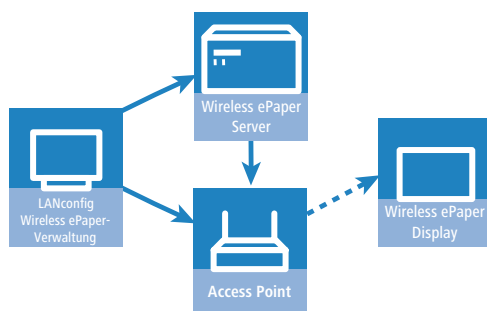 Wireless ePaper
Server
LANconfig
Wireless ePaper-
Verwaltung
Access Point
Wireless ePaper
Display